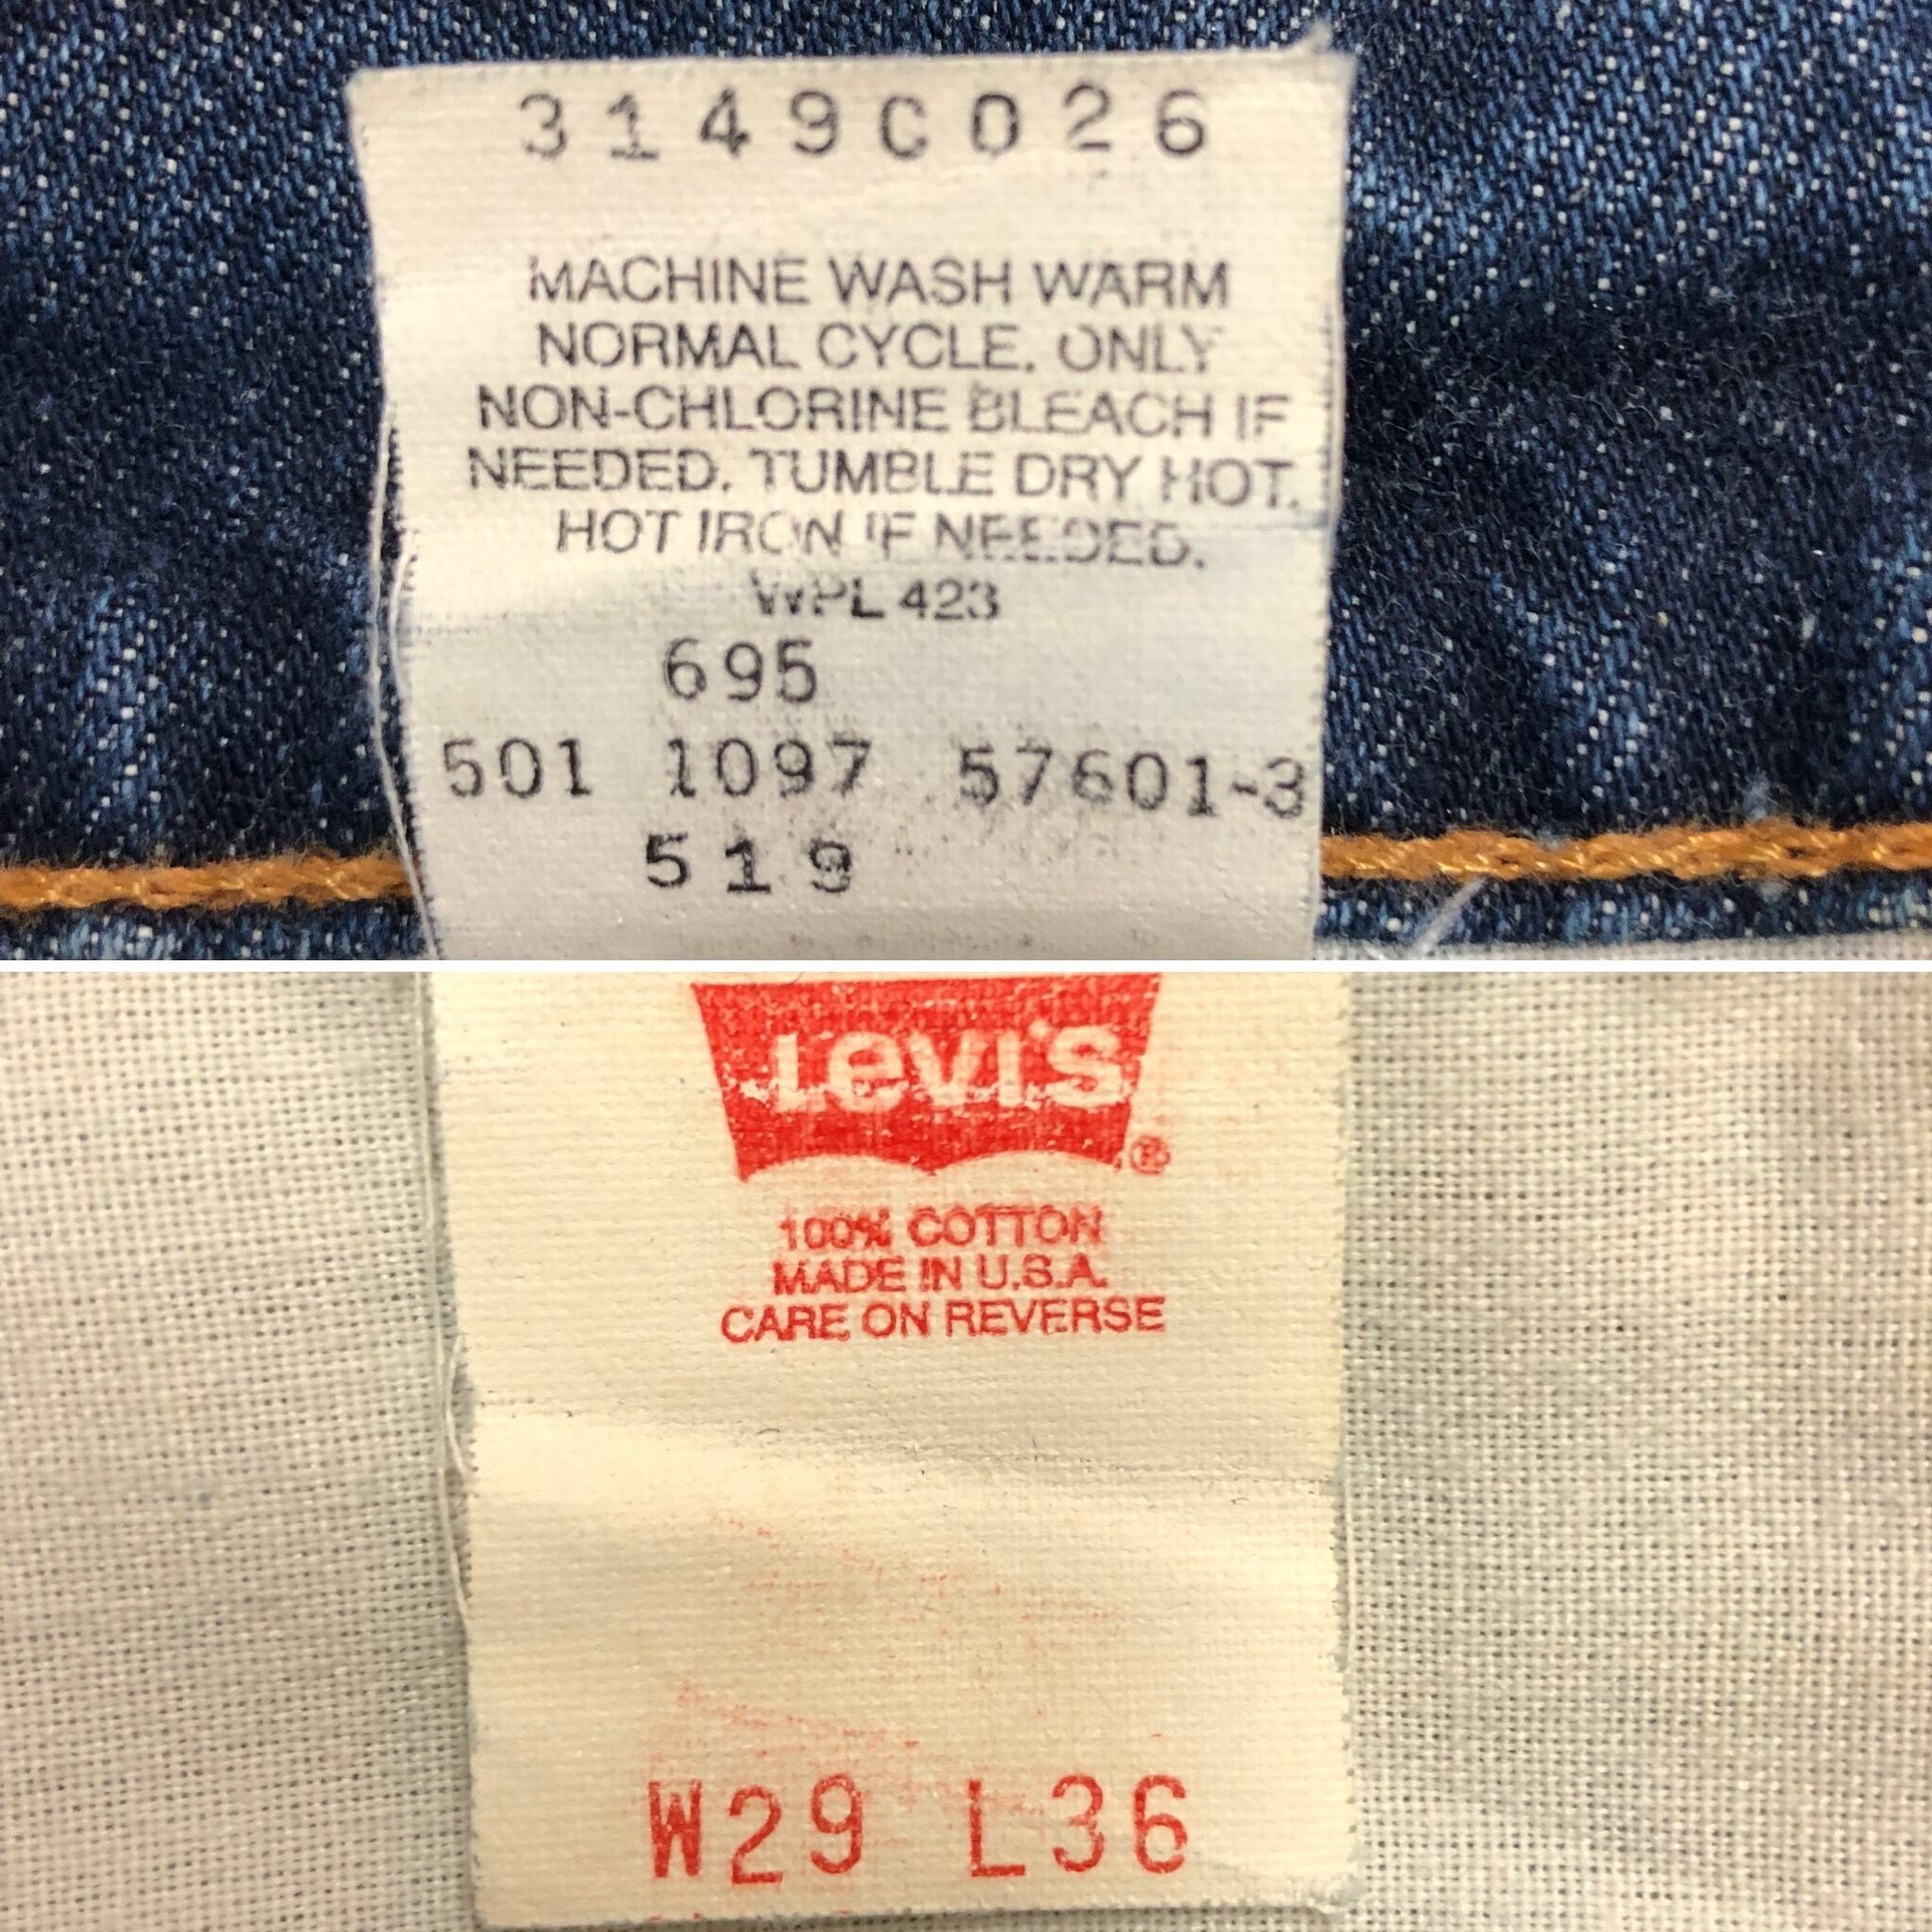 3149C026
MACHINE WASH WARM
NORMAL CYCLE. ONLY
NON-CHLORINE BLEACH IF
NEEDED. TUMBLE DRY HOT.
HOT IRON IF NEEDED.
WPL 423
695
501 1097 57601-3
519
Levi's ®
100% COTTON
MADE IN U.S.A.
CARE ON REVERSE
W29 L36